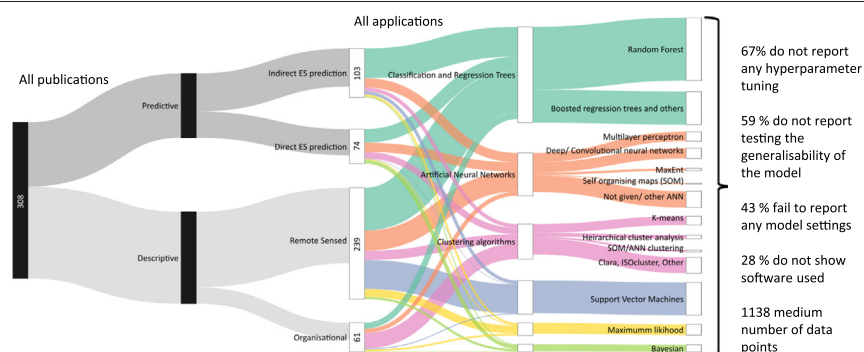 All applications
All publications
308
Predictive
Descriptive
Indirect ES prediction
103
Direct ES prediction
74
Remote Sensed
239
Organisational
61
Classification and Regression Trees
Artificial Neural Networks
Clustering algorithms
Random Forest
Boosted regression trees and others
Multilayer perceptron
Deep/ Convolutional neural networks
MaxEnt
Self organising maps (SOM)
Not given/ other ANN
K-means
Heirarchical cluster analysis
SOM/ANN clustering
Clara, ISOcluster, Other
Support Vector Machines
Maximumm likihood
Bayesian
67% do not report
any hyperparameter
tuning
59 % do not report
testing the
generalisability of
the model
43 % fail to report
any model settings
28 % do not show
software used
1138 medium
number of data
points